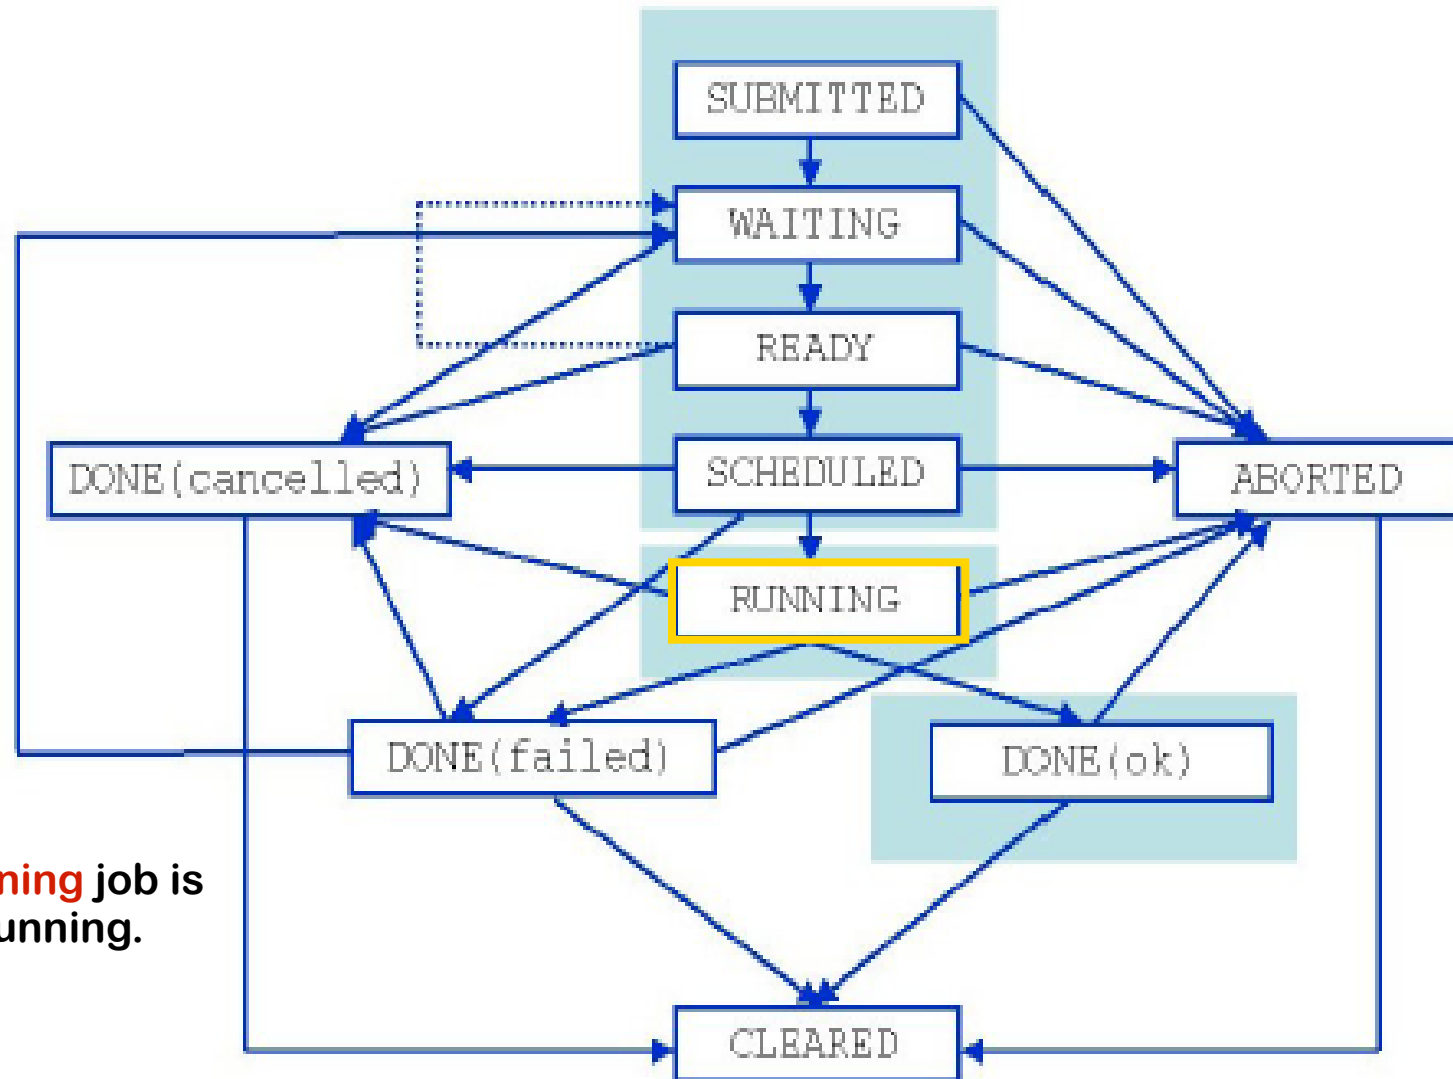 SUBMITTED
WAITING
READY
DONE(cancelled)
SCHEDULED
ABORTED
RUNNING
DONE(failed)
DONE(ok)
ning job is
unning.
CLEARED